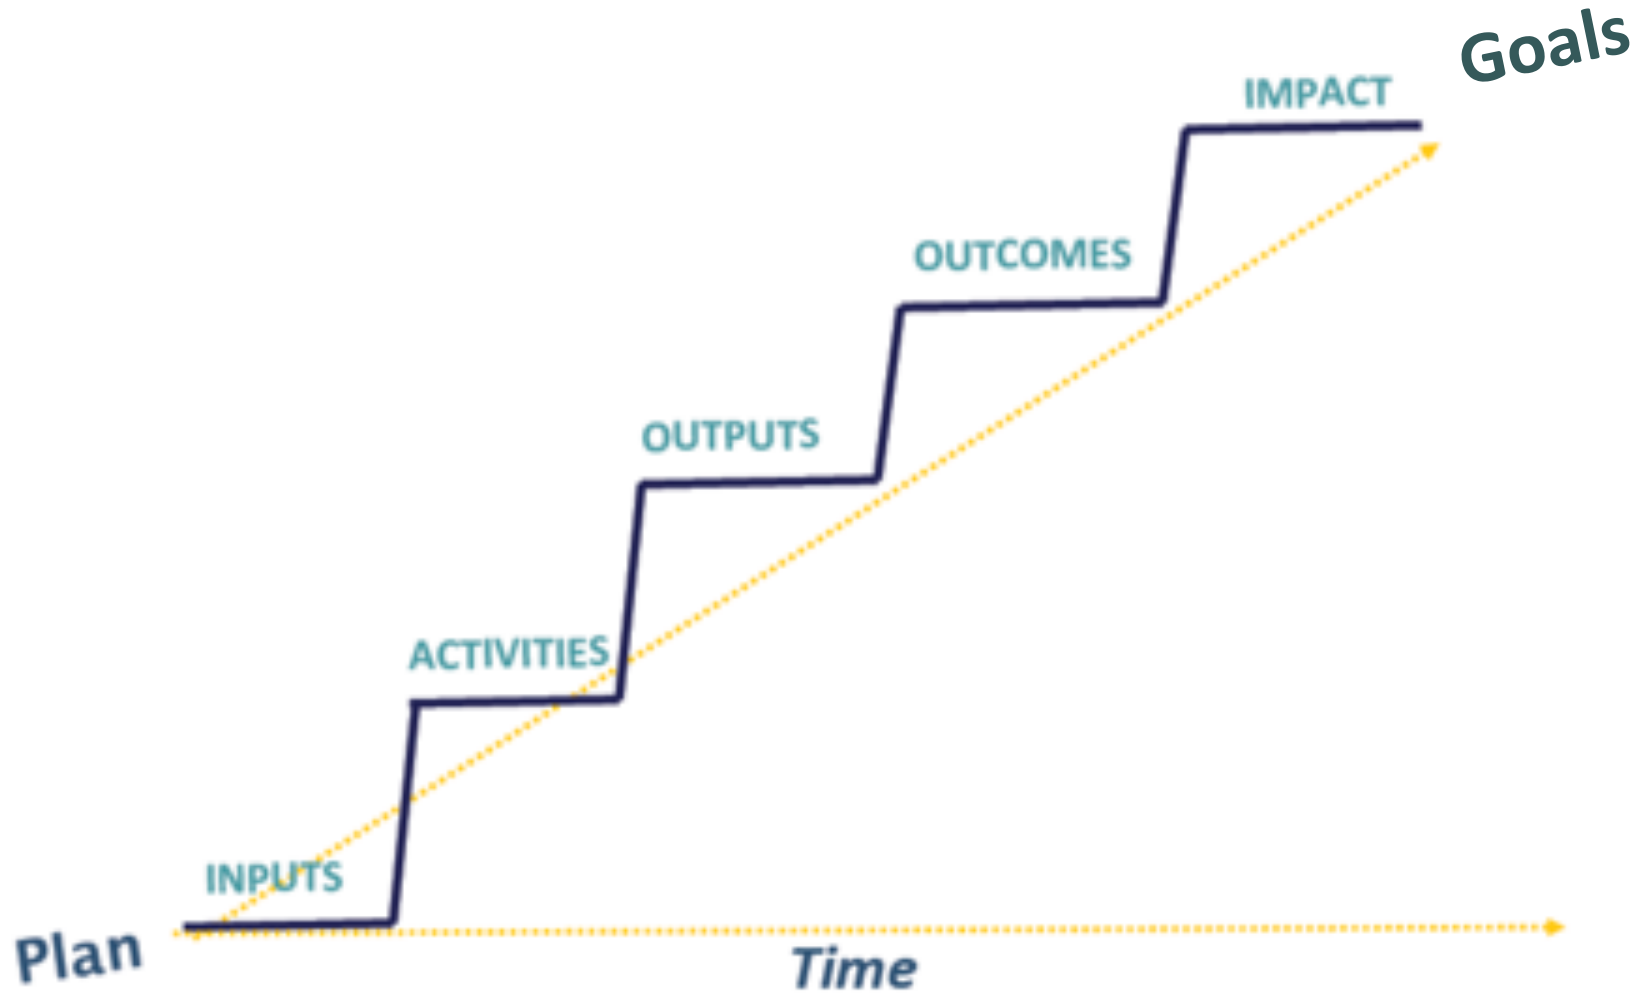 Goals
IMPACT
OUTCOMES
OUTPUTS
ACTIVITIES
INPUTS
Plan
Time